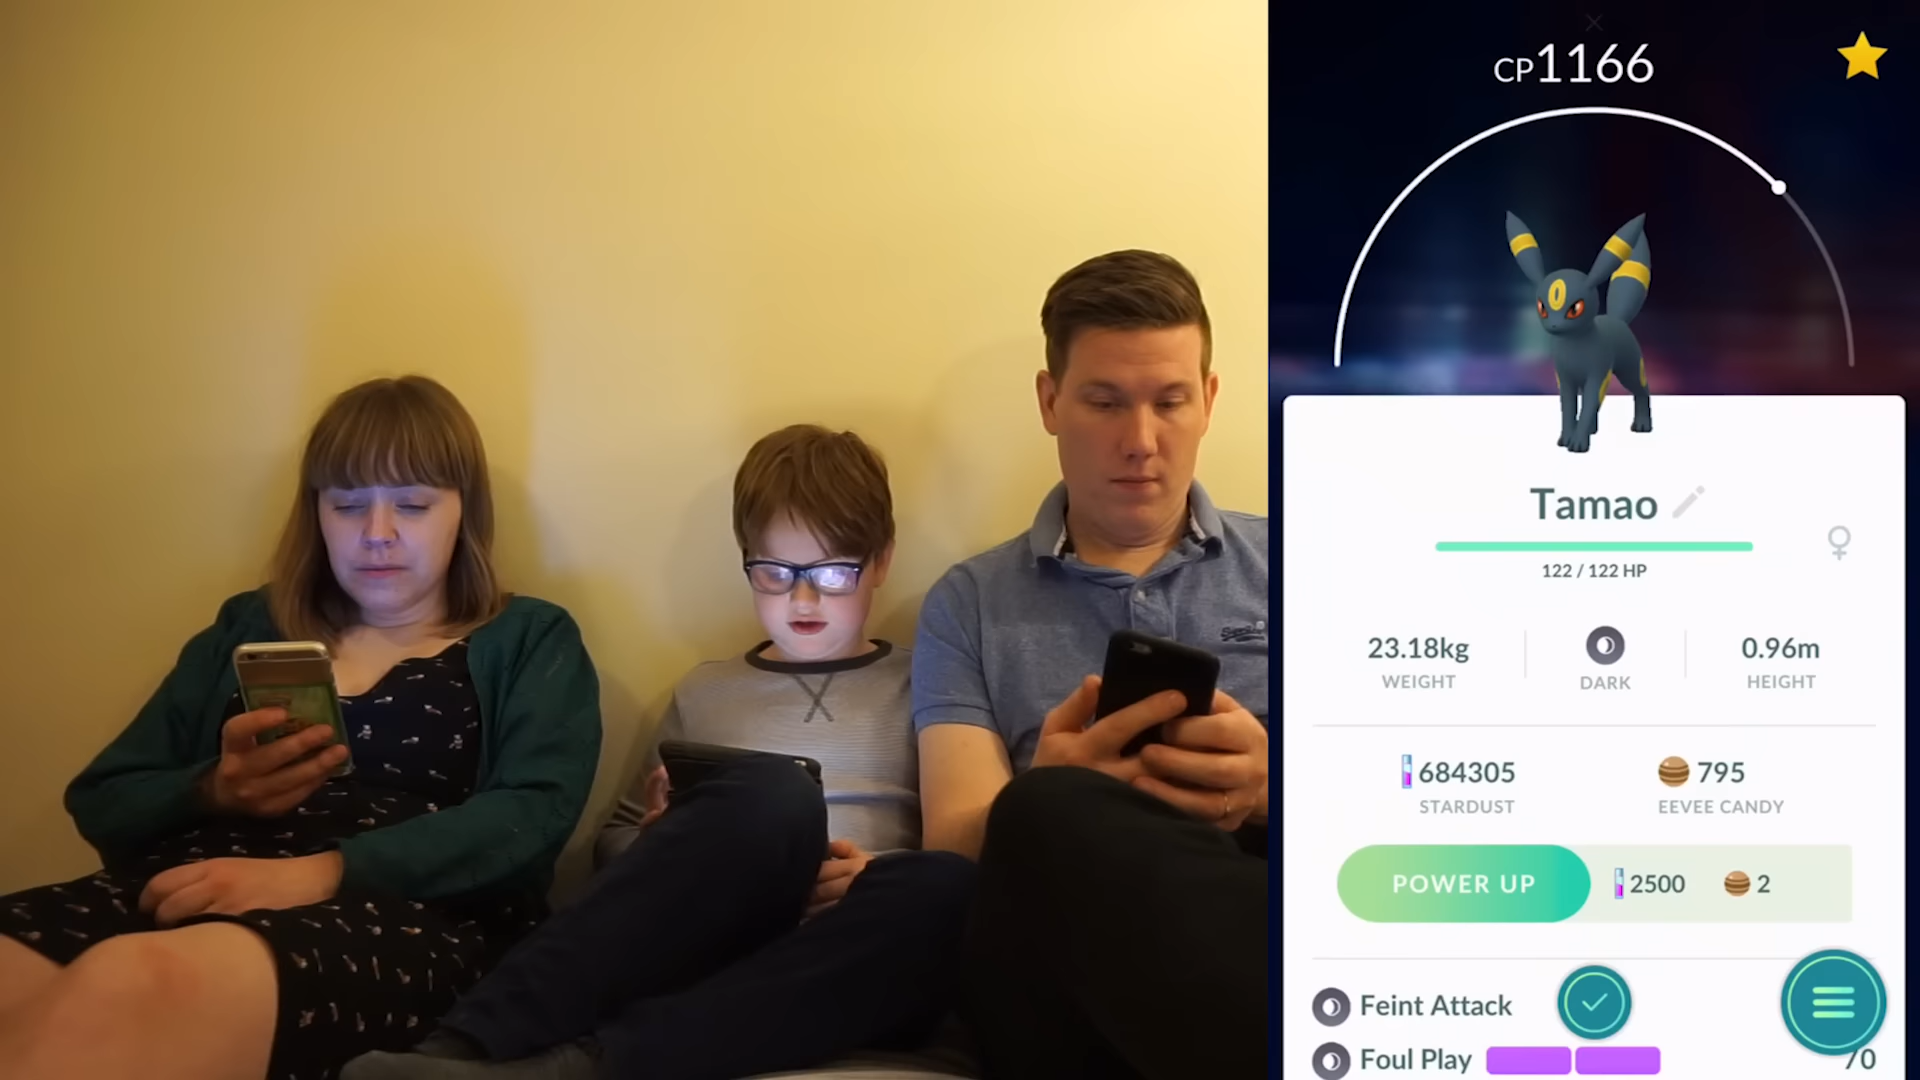 CP1166
Tamao
122 / 122 HP
23.18kg
WEIGHT
DARK
0.96m
HEIGHT
684305
STARDUST
795
EEVEE CANDY
POWER UP
2500
2
Feint Attack
Foul Play
70